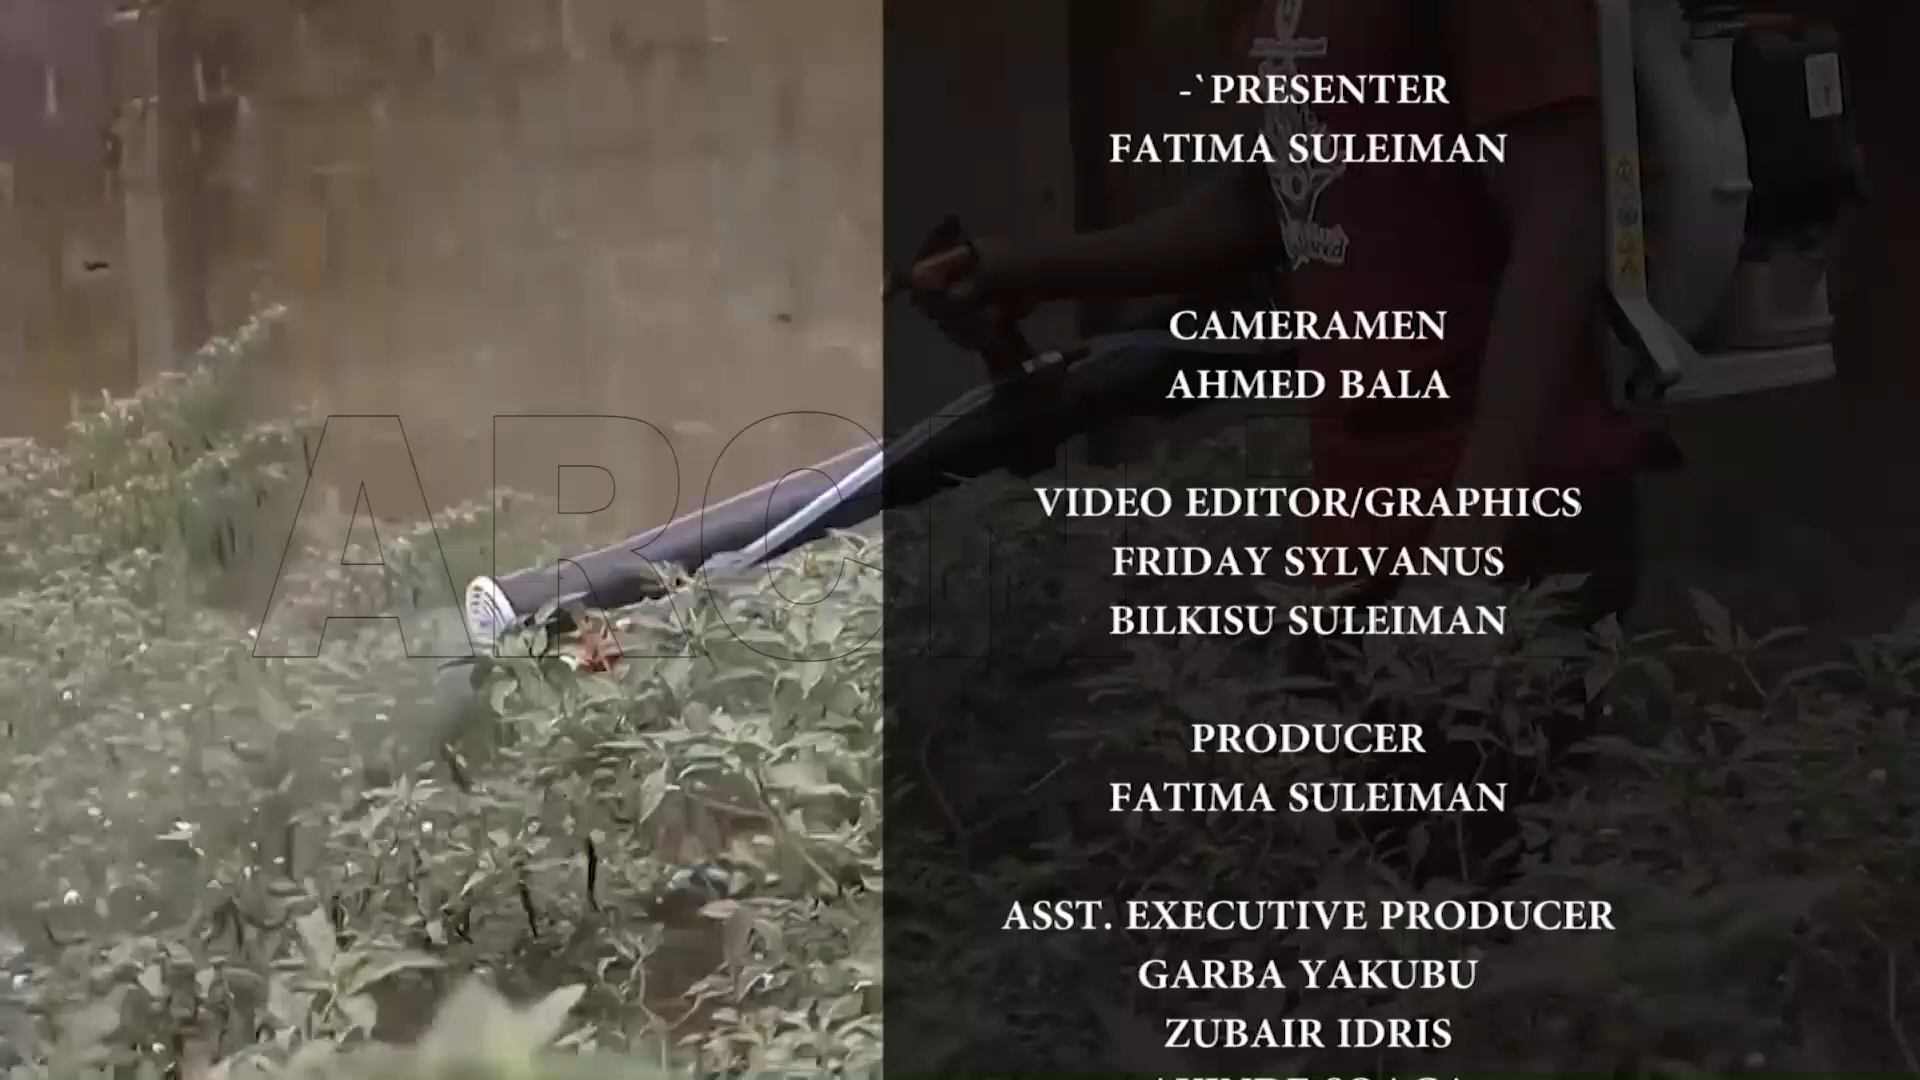 -`PRESENTER
FATIMA SULEIMAN
CAMERAMEN
AHMED BALA
VIDEO EDITOR/GRAPHICS
FRIDAY SYLVANUS
BILKISU SULEIMAN
PRODUCER
FATIMA SULEIMAN
ASST. EXECUTIVE PRODUCER
GARBA YAKUBU
ZUBAIR IDRIS